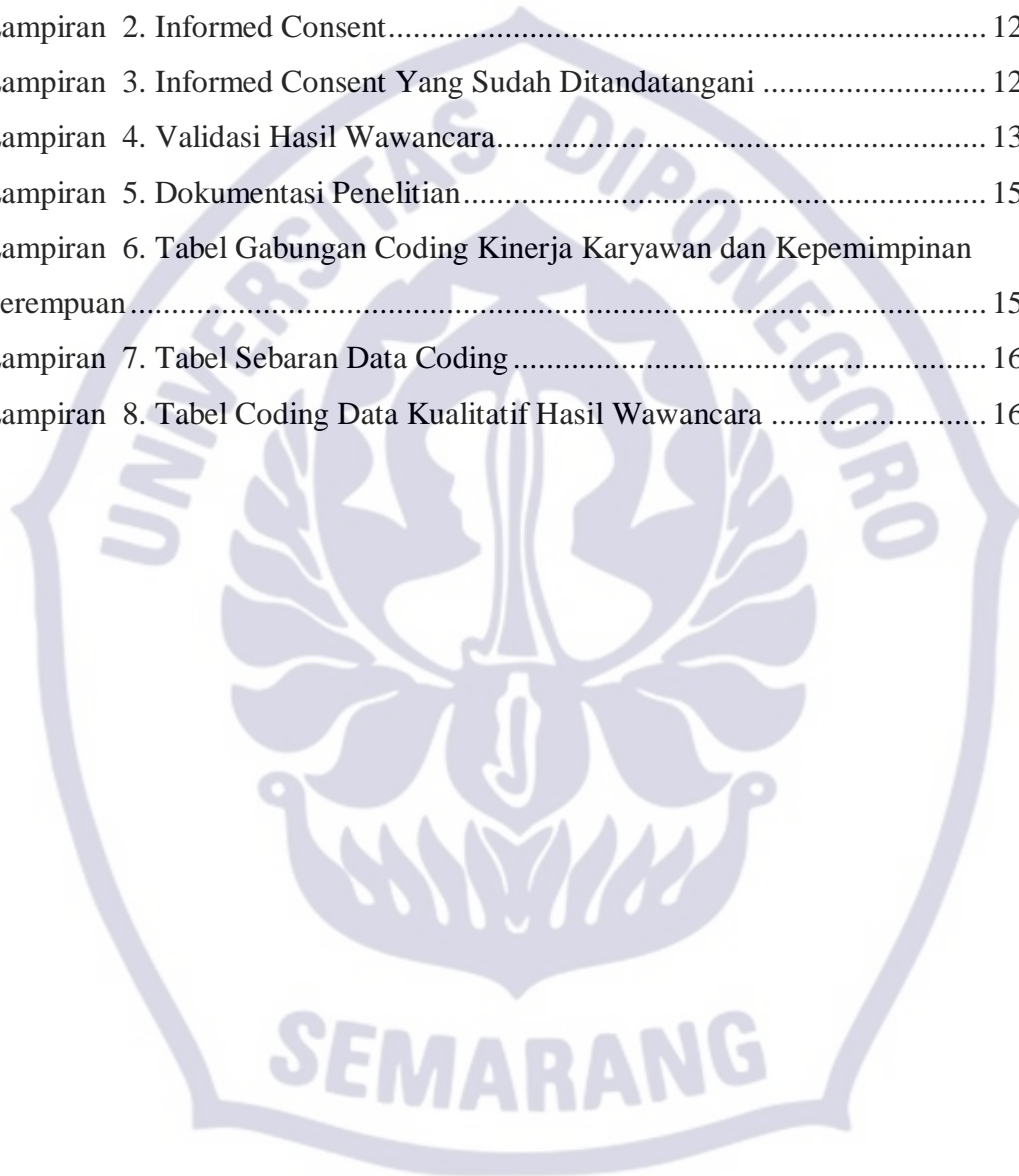 ampiran 2. Informed Consent.................................................................................. 12
ampiran 3. Informed Consent Yang Sudah Ditandatangani ............................... 12
ampiran 4. Validasi Hasil Wawancara.................................................................. 13
ampiran 5. Dokumentasi Penelitian....................................................................... 15
ampiran 6. Tabel Gabungan Coding Kinerja Karyawan dan Kepemimpinan
erempuan...................................................................................................................... 15
ampiran 7. Tabel Sebaran Data Coding ................................................................ 16
ampiran 8. Tabel Coding Data Kualitatif Hasil Wawancara .............................. 16
UNIVERSITAS DIPONEGORO
SEMARANG